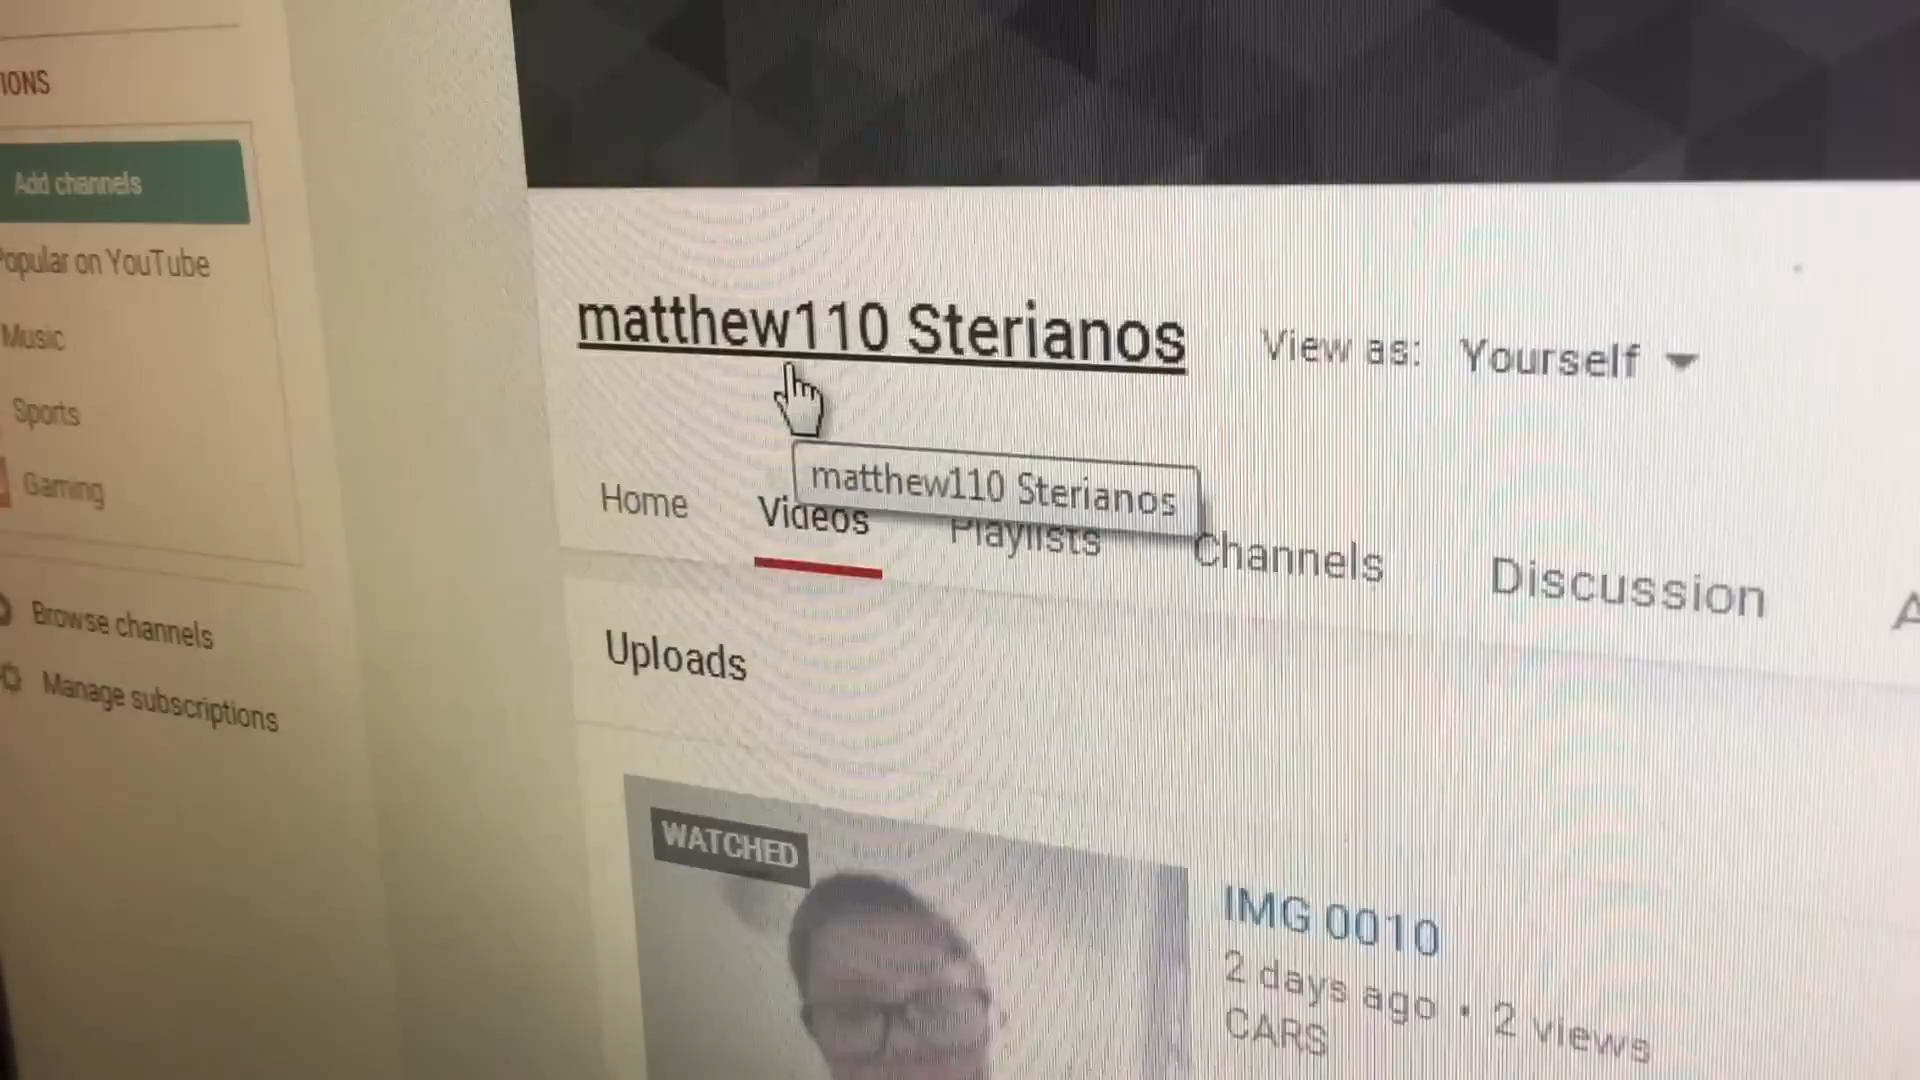 IONS
Add channels
Popular on YouTube
Music
Sports
Gaming
Browse channels
Manage subscriptions
matthew110 Sterianos
View as: Yourself
matthew110 Sterianos
Home Videos Playlists Channels Discussion A
Uploads
WATCHED
IMG 0010
2 days ago • 2 views
CARS